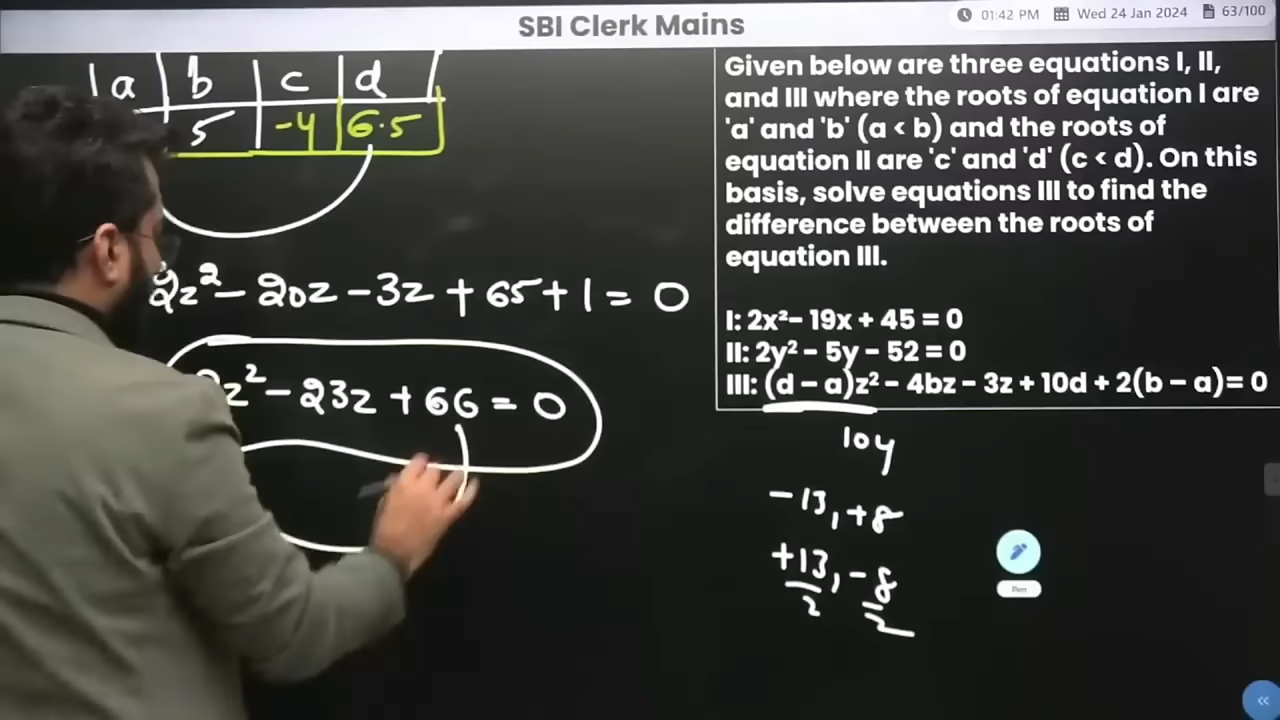 SBI Clerk Mains
01:42 PM Wed 24 Jan 2024 63/100
a b c d
5 -4 6.5
2z² - 20z - 3z + 65 + 1 = 0
z² - 23z + 66 = 0
Given below are three equations I, II,
and III where the roots of equation I are
'a' and 'b' (a < b) and the roots of
equation II are 'c' and 'd' (c < d). On this
basis, solve equations III to find the
difference between the roots of
equation III.
I: 2x²– 19x + 45 = 0
II: 2y² – 5y – 52 = 0
III: (d – a)z² – 4bz – 3z + 10d + 2(b – a)= 0
104
-13, +8
+13, -8
2 2
Pen
«